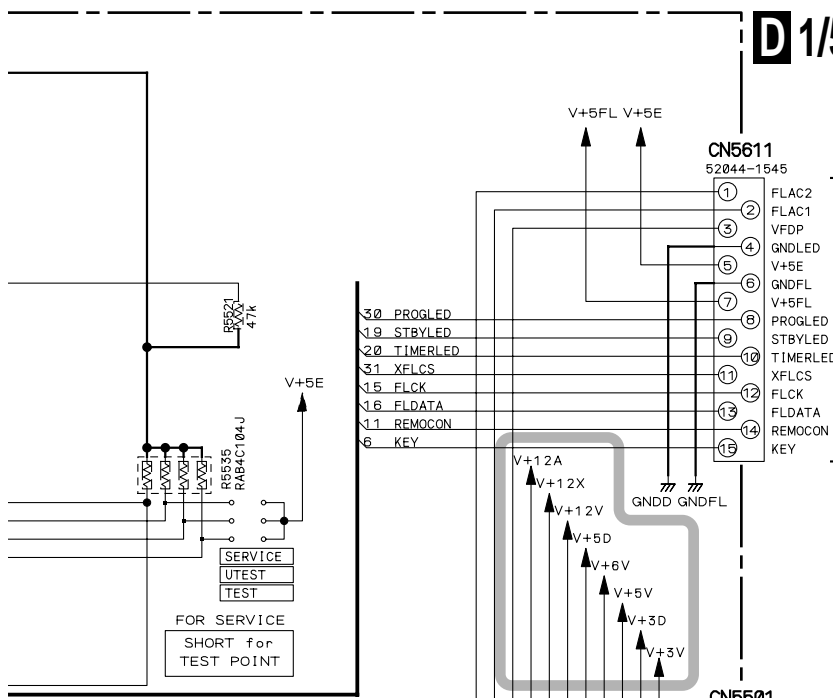 D 1/5
V+5FL V+5E
CN5611
52044-1545
1 FLAC2
2 FLAC1
3 VFDP
4 GNDLED
5 V+5E
6 GNDFL
7 V+5FL
8 PROGLED
9 STBYLED
10 TIMERLED
11 XFLCS
12 FLCK
13 FLDATA
14 REMOCON
15 KEY
R5521
47k
30 PROGLED
19 STBYLED
20 TIMERLED
31 XFLCS
15 FLCK
16 FLDATA
11 REMOCON
6 KEY
V+5E
R5535
RAB4C104J
SERVICE
UTEST
TEST
FOR SERVICE
SHORT for
TEST POINT
V+12A
V+12X
V+12V
V+5D
V+6V
V+5V
V+3D
V+3V
GNDD GNDFL
CN5501